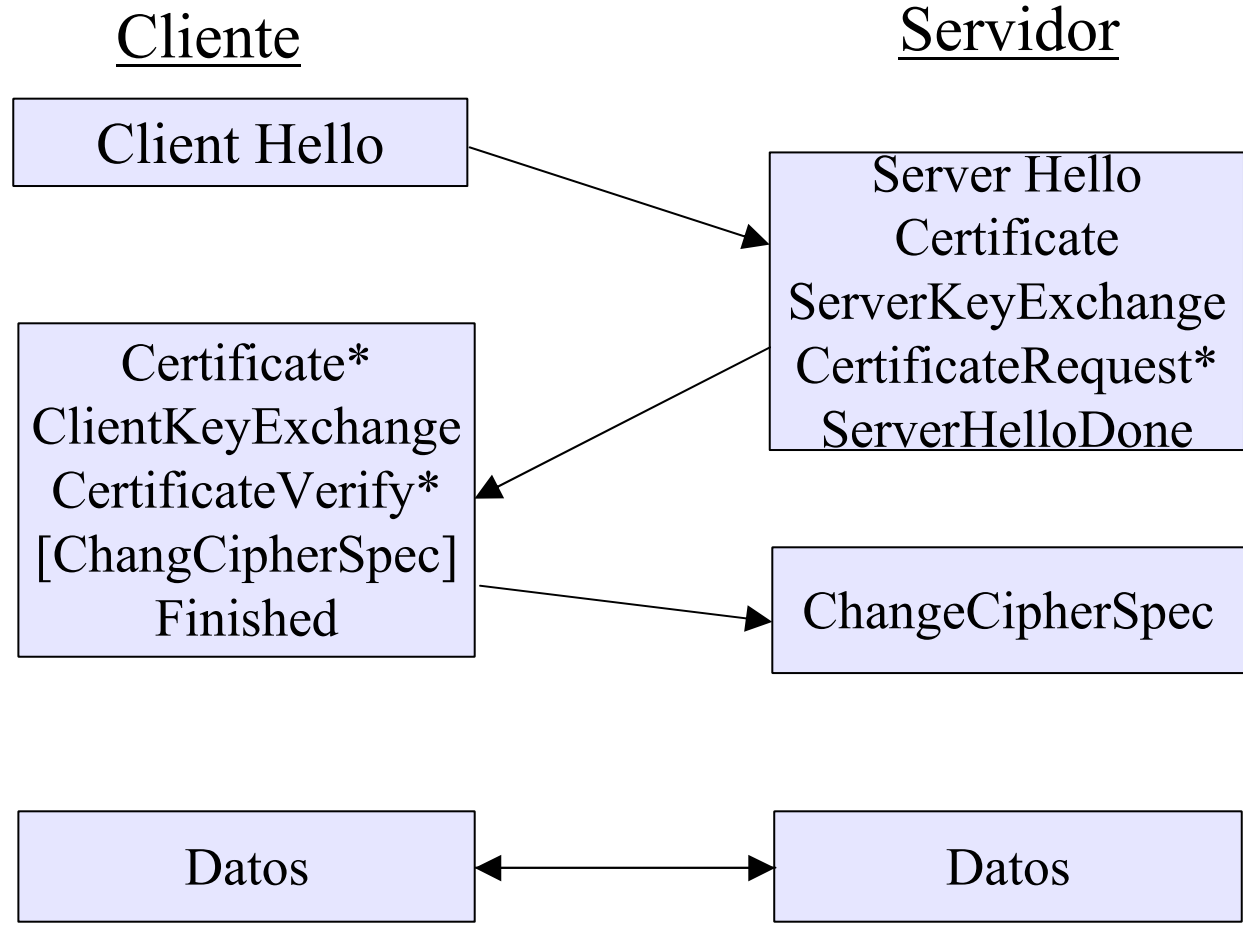 Cliente
Servidor
Client Hello
Server Hello
Certificate
ServerKeyExchange
CertificateRequest*
ServerHelloDone
Certificate*
ClientKeyExchange
CertificateVerify*
[ChangCipherSpec]
Finished
ChangeCipherSpec
Datos
Datos